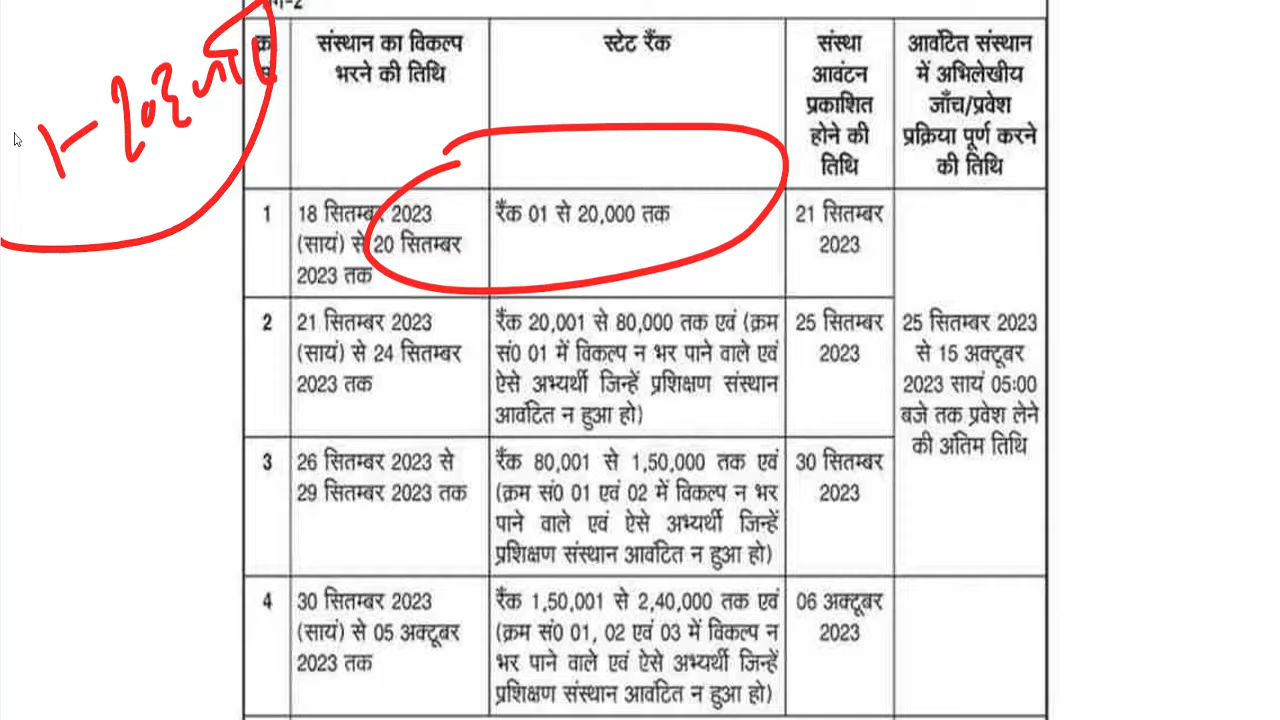 क्र
संस्थान का विकल्प
भरने की तिथि
स्टेट रैंक
संस्था
आवंटन
प्रकाशित
होने की
तिथि
आवंटित संस्थान
में अभिलेखीय
जाँच/प्रवेश
प्रक्रिया पूर्ण करने
की तिथि
1
18 सितम्बर 2023
(सायं) से 20 सितम्बर
2023 तक
रैंक 01 से 20,000 तक
21 सितम्बर
2023
2
21 सितम्बर 2023
(सायं) से 24 सितम्बर
2023 तक
रैंक 20,001 से 80,000 तक एवं (क्रम
सं0 01 में विकल्प न भर पाने वाले एवं
ऐसे अभ्यर्थी जिन्हें प्रशिक्षण संस्थान
आवंटित न हुआ हो)
25 सितम्बर
2023
25 सितम्बर 2023
से 15 अक्टूबर
2023 सायं 05:00
बजे तक प्रवेश लेने
की अंतिम तिथि
3
26 सितम्बर 2023 से
29 सितम्बर 2023 तक
रैंक 80,001 से 1,50,000 तक एवं
(क्रम सं0 01 एवं 02 में विकल्प न भर
पाने वाले एवं ऐसे अभ्यर्थी जिन्हें
प्रशिक्षण संस्थान आवंटित न हुआ हो)
30 सितम्बर
2023
4
30 सितम्बर 2023
(सायं) से 05 अक्टूबर
2023 तक
रैंक 1,50,001 से 2,40,000 तक एवं
(क्रम सं0 01, 02 एवं 03 में विकल्प न
भर पाने वाले एवं ऐसे अभ्यर्थी जिन्हें
प्रशिक्षण संस्थान आवंटित न हुआ हो)
06 अक्टूबर
2023